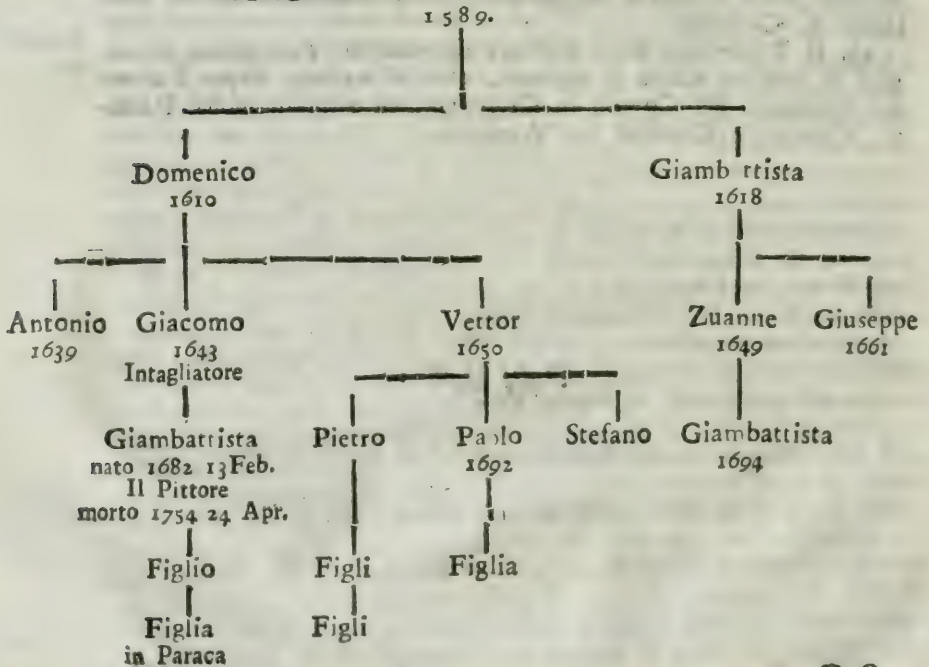 1589.
Domenico
1610
Giamb rtista
1618
Antonio Giacomo Vettor Zuanne Giuseppe
1639 1643 1650 1649 1661
Intagliatore
Giambattista Pietro Pa lo Stefano Giambattista
nato 1682 13 Feb. 1692 1694
Il Pittore
morto 1754 24 Apr.
Figlio Figli Figlia
Figlia Figli
in Paraca